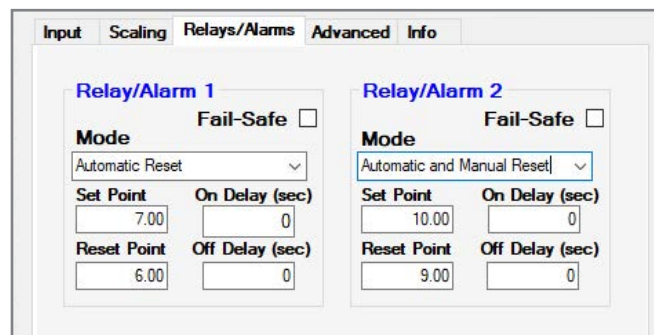 Input Scaling Relays/Alarms Advanced Info
Relay/Alarm 1
Fail-Safe
Mode
Automatic Reset
Set Point On Delay (sec)
7.00 0
Reset Point Off Delay (sec)
6.00 0
Relay/Alarm 2
Fail-Safe
Mode
Automatic and Manual Reset
Set Point On Delay (sec)
10.00 0
Reset Point Off Delay (sec)
9.00 0